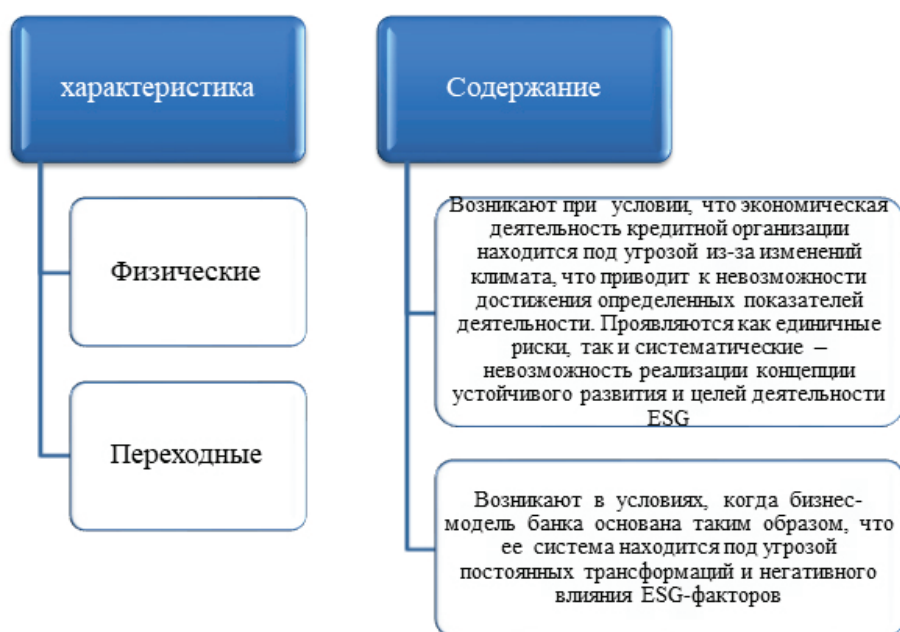 характеристика
Содержание
Физические
Возникают при условии, что экономическая
деятельность кредитной организации
находится под угрозой из-за изменений
климата, что приводит к невозможности
достижения определенных показателей
деятельности. Проявляются как единичные
риски, так и систематические –
невозможность реализации концепции
устойчивого развития и целей деятельности
ESG
Переходные
Возникают в условиях, когда бизнес-
модель банка основана таким образом, что
ее система находится под угрозой
постоянных трансформаций и негативного
влияния ESG-факторов